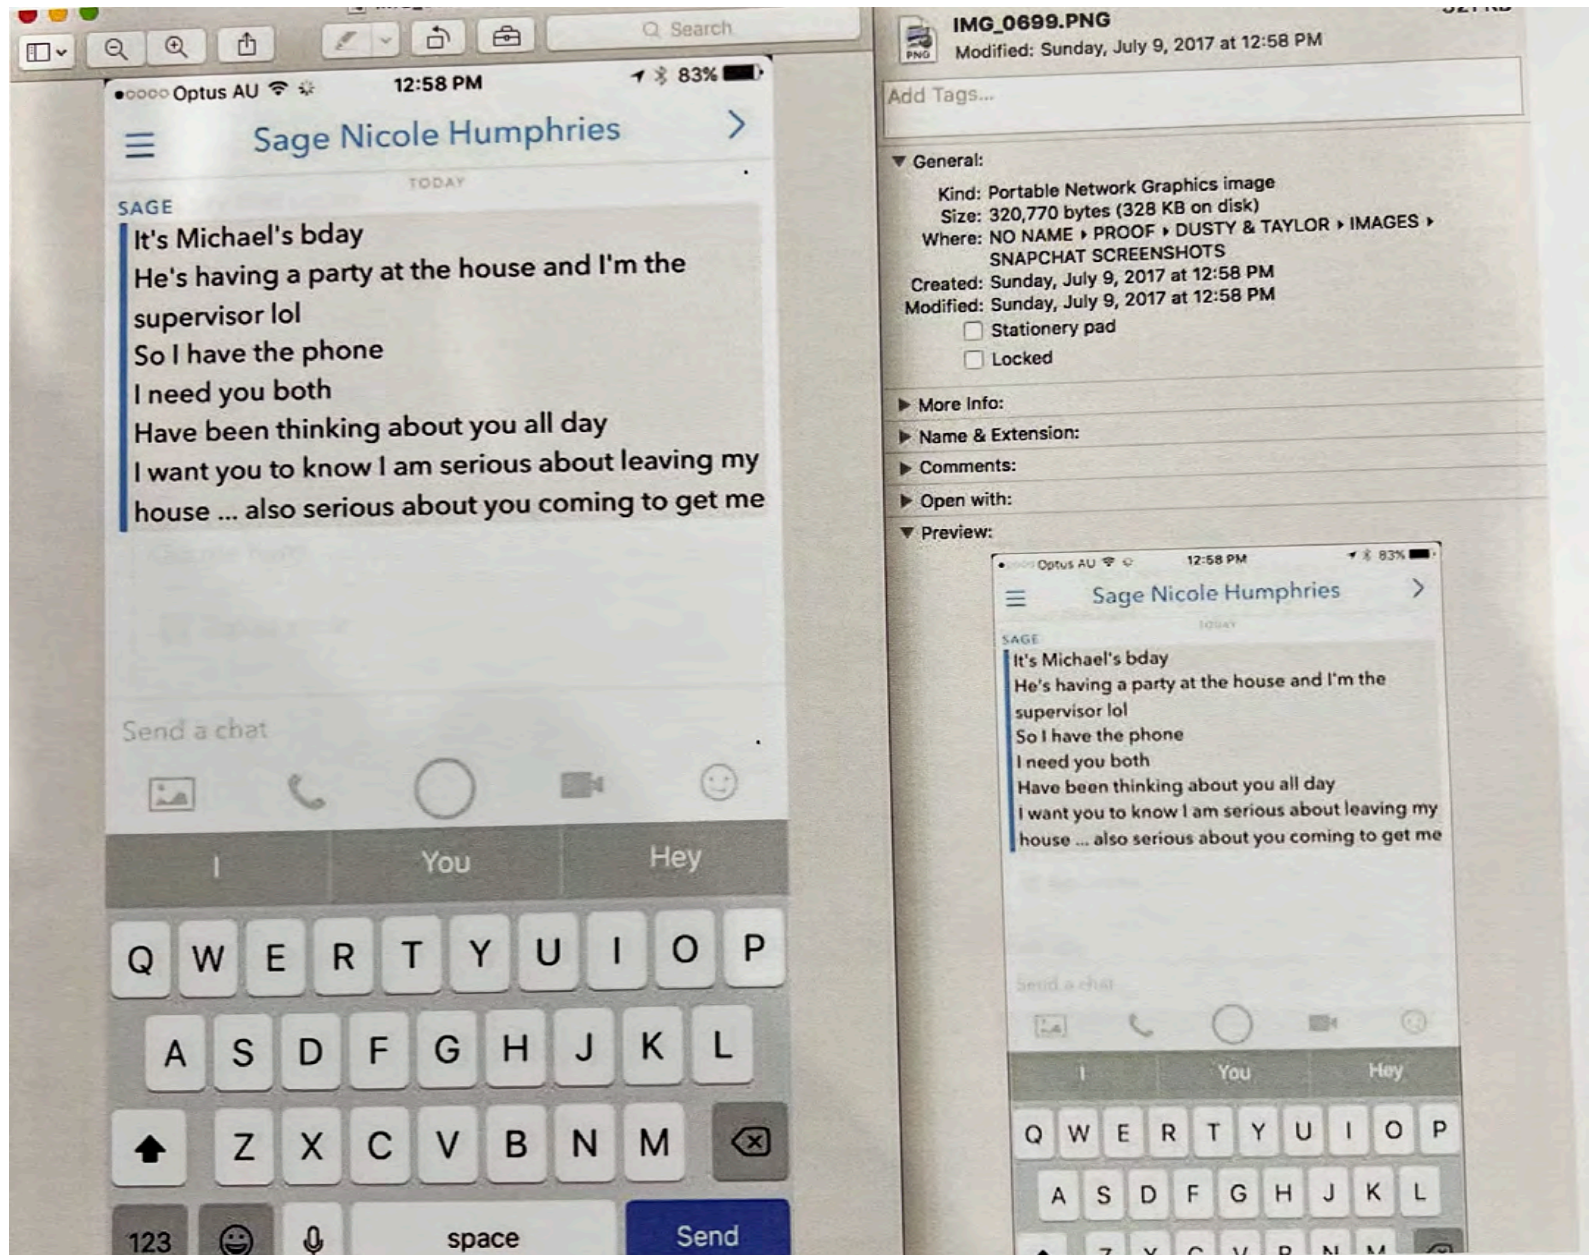 Search
●○○○○ Optus AU 12:58 PM 83%
Sage Nicole Humphries
TODAY
SAGE
It's Michael's bday
He's having a party at the house and I'm the
supervisor lol
So I have the phone
I need you both
Have been thinking about you all day
I want you to know I am serious about leaving my
house ... also serious about you coming to get me
Send a chat
I You Hey
Q W E R T Y U I O P
A S D F G H J K L
Z X C V B N M
123 space Send
PNG
IMG_0699.PNG
Modified: Sunday, July 9, 2017 at 12:58 PM
Add Tags...
General:
Kind: Portable Network Graphics image
Size: 320,770 bytes (328 KB on disk)
Where: NO NAME ▸ PROOF ▸ DUSTY & TAYLOR ▸ IMAGES ▸
SNAPCHAT SCREENSHOTS
Created: Sunday, July 9, 2017 at 12:58 PM
Modified: Sunday, July 9, 2017 at 12:58 PM
Stationery pad
Locked
More Info:
Name & Extension:
Comments:
Open with:
Preview:
Optus AU 12:58 PM 83%
Sage Nicole Humphries
TODAY
SAGE
It's Michael's bday
He's having a party at the house and I'm the
supervisor lol
So I have the phone
I need you both
Have been thinking about you all day
I want you to know I am serious about leaving my
house ... also serious about you coming to get me
Send a chat
I You Hey
Q W E R T Y U I O P
A S D F G H J K L
Z X C V B N M